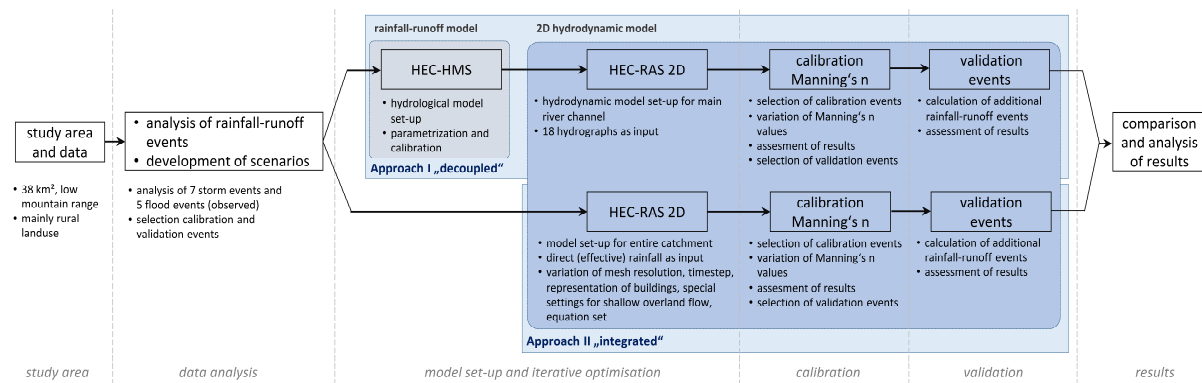 rainfall-runoff model
2D hydrodynamic model
HEC-HMS
HEC-RAS 2D
calibration
Manning‘s n
validation
events
• hydrological model
set-up
• parametrization and
calibration
• hydrodynamic model set-up for main
river channel
• 18 hydrographs as input
• selection of calibration events
• variation of Manning’s n
values
• assesment of results
• selection of validation events
• calculation of additional
rainfall-runoff events
• assessment of results
Approach I „decoupled“
study area
and data
• analysis of rainfall-runoff
events
• development of scenarios
comparison
and analysis
of results
• 38 km², low
mountain range
• mainly rural
landuse
• analysis of 7 storm events and
5 flood events (observed)
• selection calibration and
validation events
HEC-RAS 2D
calibration
Manning‘s n
validation
events
• model set-up for entire catchment
• direct (effective) rainfall as input
• variation of mesh resolution, timestep,
representation of buildings, special
settings for shallow overland flow,
equation set
• selection of calibration events
• variation of Manning’s n
values
• assesment of results
• selection of validation events
• calculation of additional
rainfall-runoff events
• assessment of results
Approach II „integrated“
study area
data analysis
model set-up and iterative optimisation
calibration
validation
results